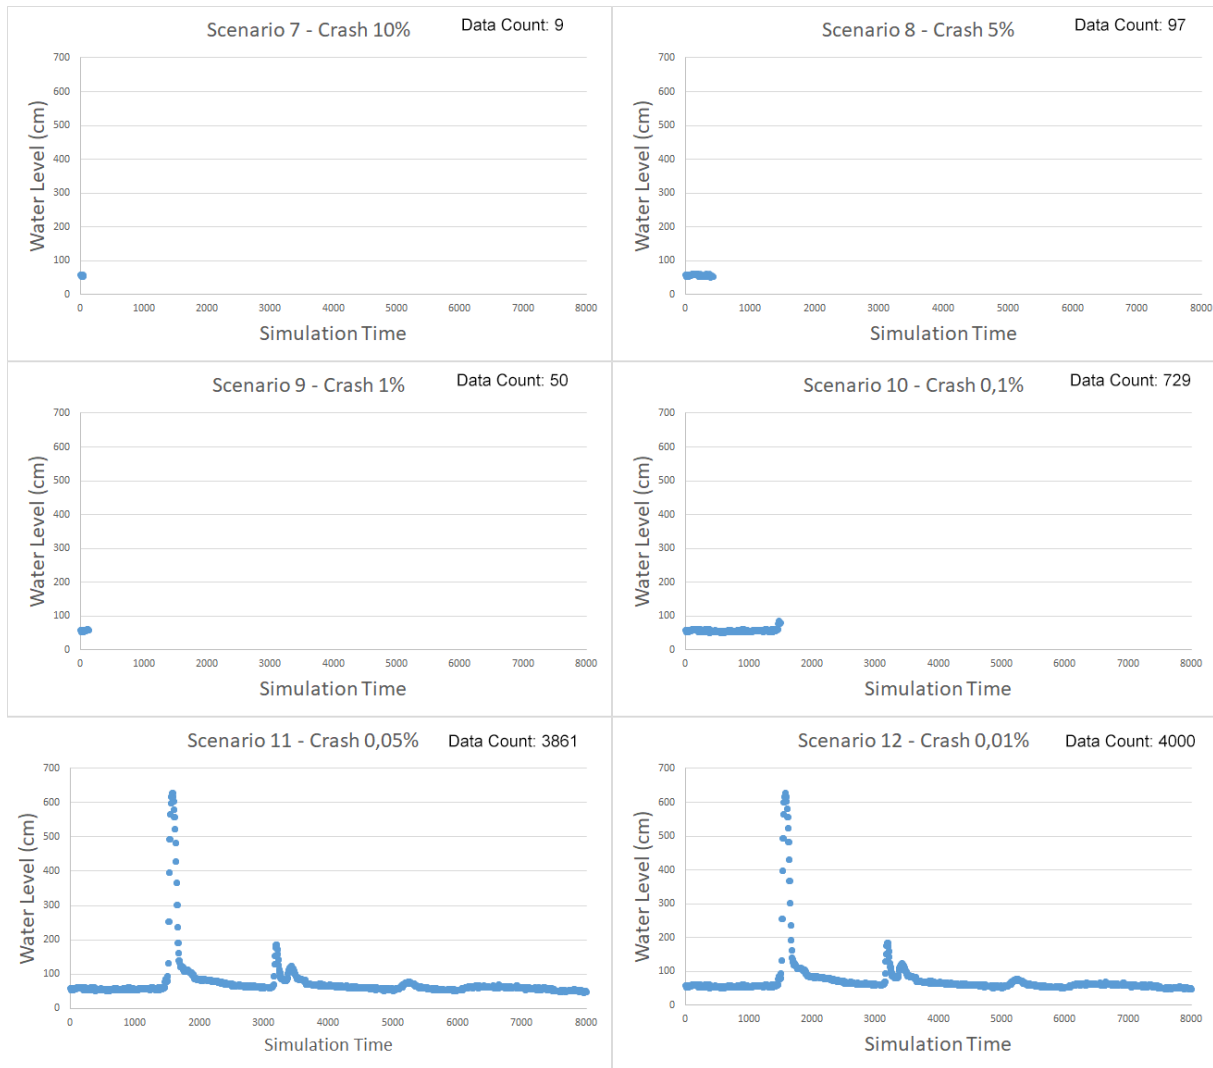 Scenario 7 - Crash 10%
Data Count: 9
700
600
500
400
300
200
100
0
Water Level (cm)
0 1000 2000 3000 4000 5000 6000 7000 8000
Simulation Time
Scenario 8 - Crash 5%
Data Count: 97
700
600
500
400
300
200
100
0
Water Level (cm)
0 1000 2000 3000 4000 5000 6000 7000 8000
Simulation Time
Scenario 9 - Crash 1%
Data Count: 50
700
600
500
400
300
200
100
0
Water Level (cm)
0 1000 2000 3000 4000 5000 6000 7000 8000
Simulation Time
Scenario 10 - Crash 0,1%
Data Count: 729
700
600
500
400
300
200
100
0
Water Level (cm)
0 1000 2000 3000 4000 5000 6000 7000 8000
Simulation Time
Scenario 11 - Crash 0,05%
Data Count: 3861
700
600
500
400
300
200
100
0
Water Level (cm)
0 1000 2000 3000 4000 5000 6000 7000 8000
Simulation Time
Scenario 12 - Crash 0,01%
Data Count: 4000
700
600
500
400
300
200
100
0
Water Level (cm)
0 1000 2000 3000 4000 5000 6000 7000 8000
Simulation Time